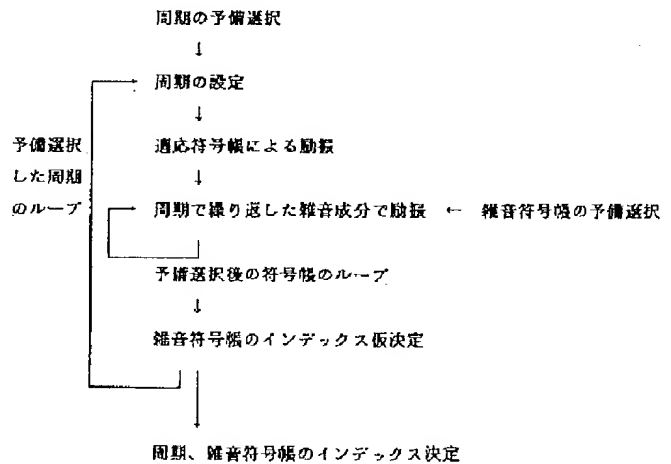 周期の予備選択
↓
周期の設定
↓
適応符号帳による励振
↓
予備選択
した周期
のループ
周期で繰り返した雑音成分で励振 ← 雑音符号帳の予備選択
予備選択後の符号帳のループ
↓
雑音符号帳のインデックス仮決定
周期、雑音符号帳のインデックス決定